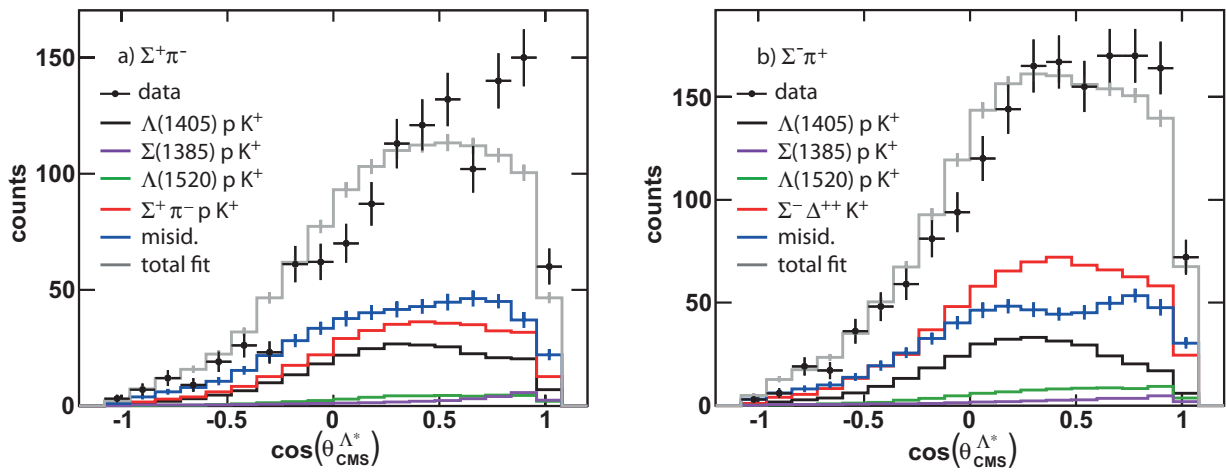 a) Σ⁺π⁻
data
Λ(1405) p K⁺
Σ(1385) p K⁺
Λ(1520) p K⁺
Σ⁺ π⁻ p K⁺
misid.
total fit
counts
150
100
50
0
-1 -0.5 0 0.5 1
cos(θ_CMS^Λ*)
b) Σ⁻π⁺
data
Λ(1405) p K⁺
Σ(1385) p K⁺
Λ(1520) p K⁺
Σ⁻ Δ⁺⁺ K⁺
misid.
total fit
counts
150
100
50
0
-1 -0.5 0 0.5 1
cos(θ_CMS^Λ*)